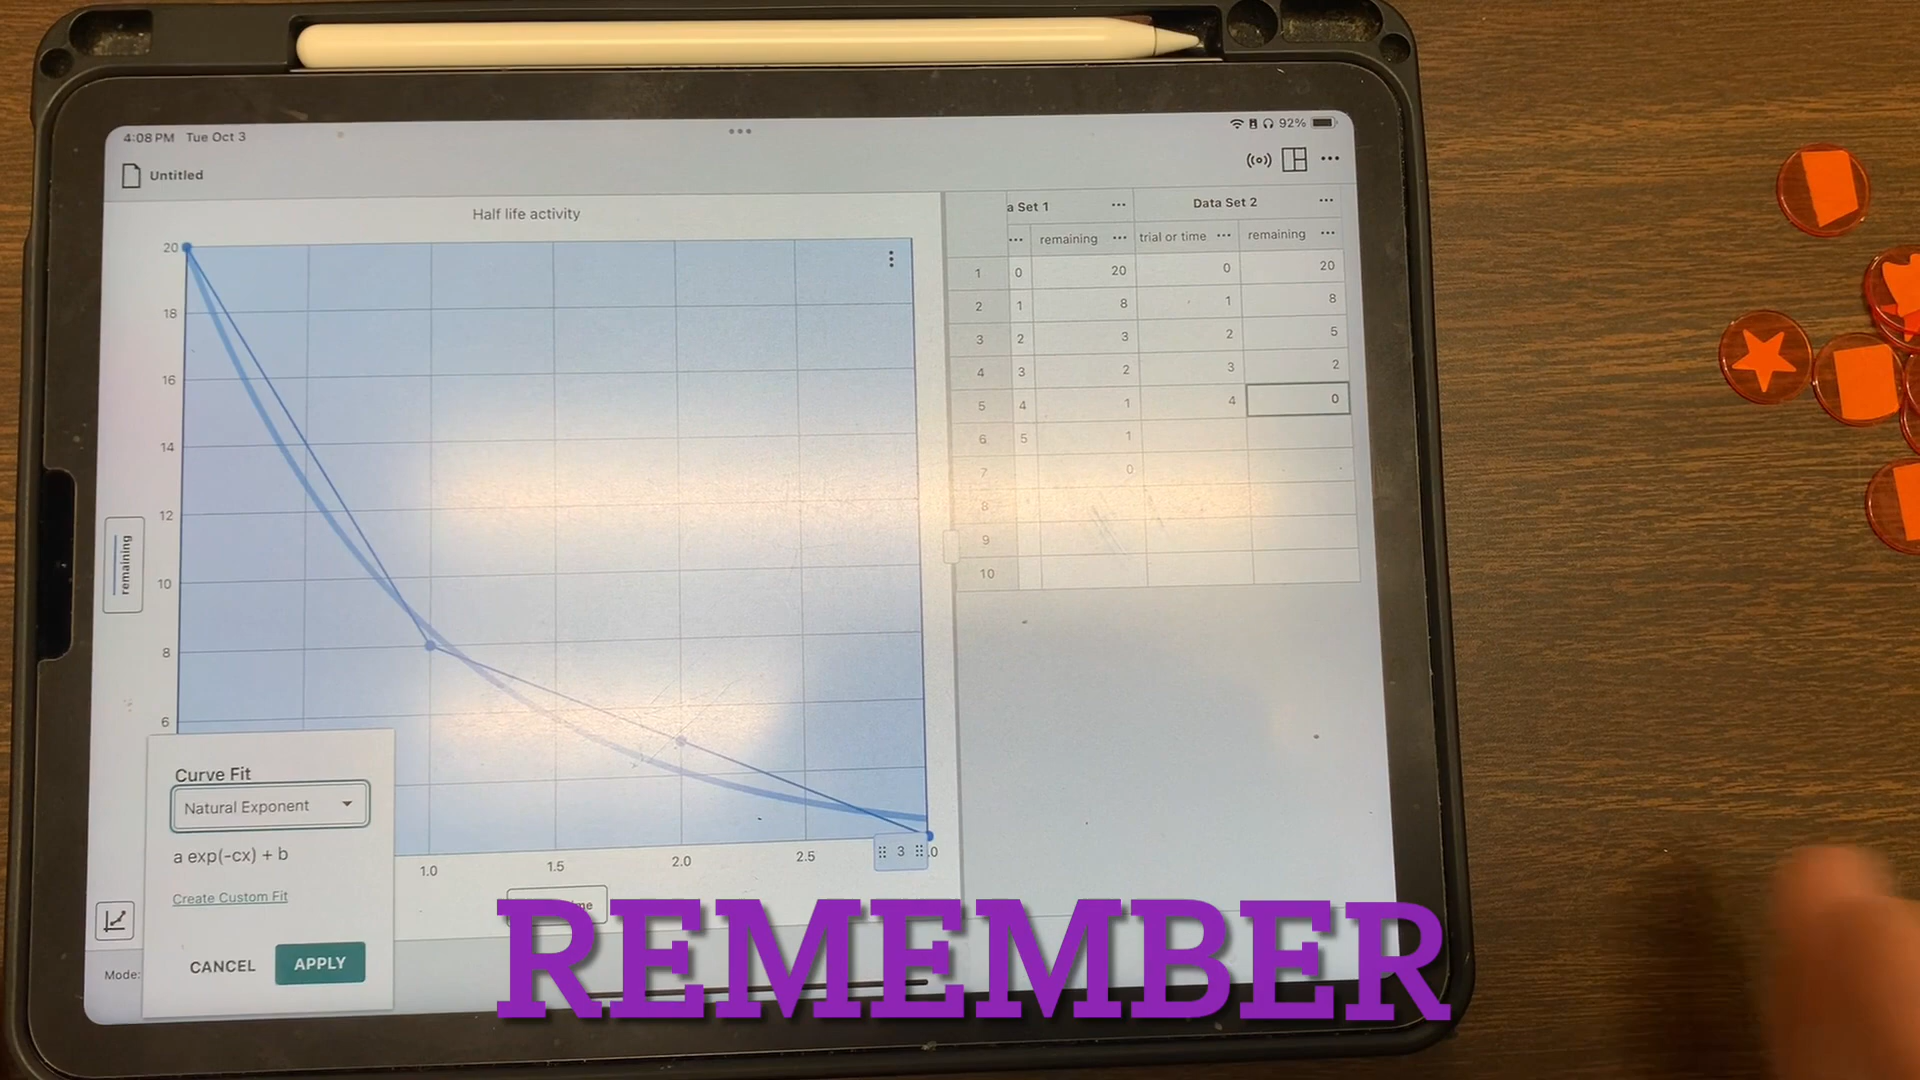 4:08 PM Tue Oct 3
92%
Untitled
Half life activity
20
18
16
14
12
10
8
6
remaining
1.0
1.5
2.0
2.5
3
.0
me
a Set 1
Data Set 2
remaining
trial or time
remaining
1 0 20 0 20
2 1 8 1 8
3 2 3 2 5
4 3 2 3 2
5 4 1 4 0
6 5 1
7 0
8
9
10
Curve Fit
Natural Exponent
a exp(-cx) + b
Create Custom Fit
CANCEL APPLY
Mode:
REMEMBER